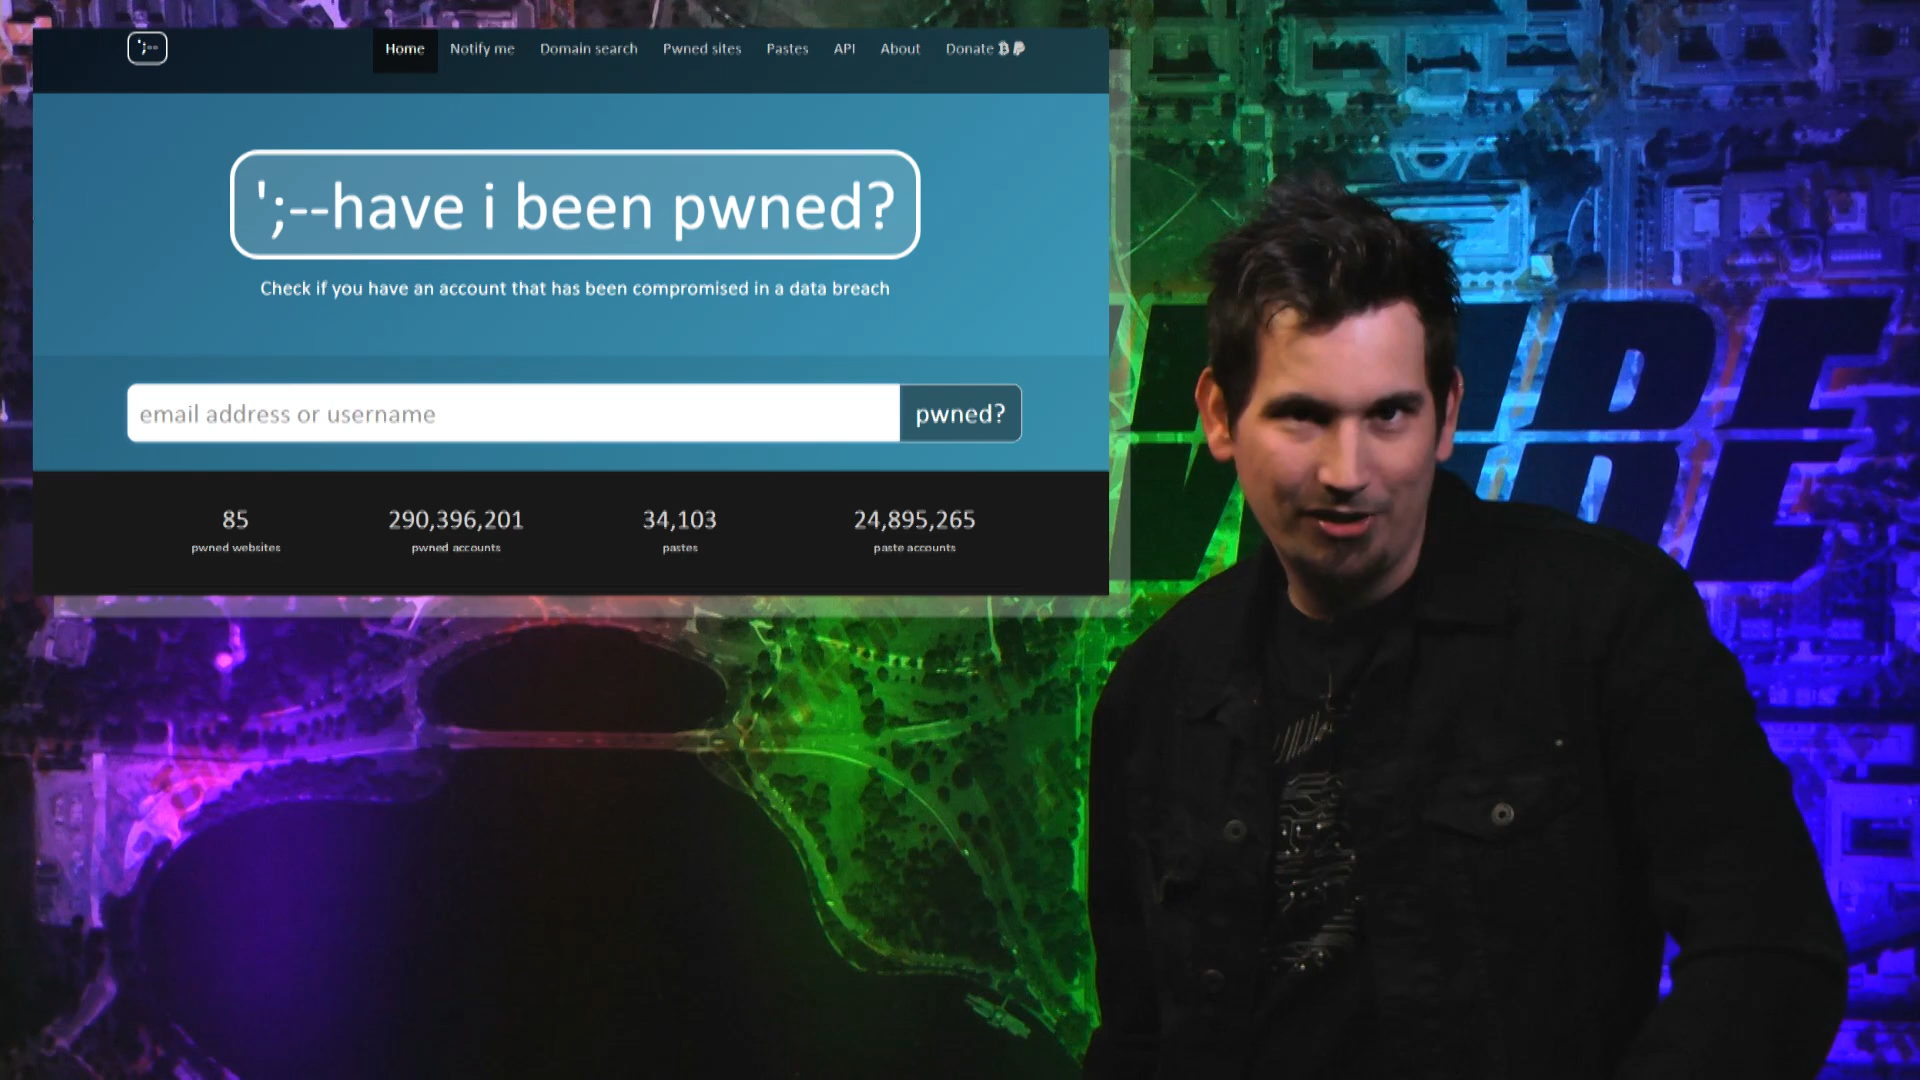 ';--
Home Notify me Domain search Pwned sites Pastes API About Donate
';--have i been pwned?
Check if you have an account that has been compromised in a data breach
email address or username pwned?
85 290,396,201 34,103 24,895,265
pwned websites pwned accounts pastes paste accounts